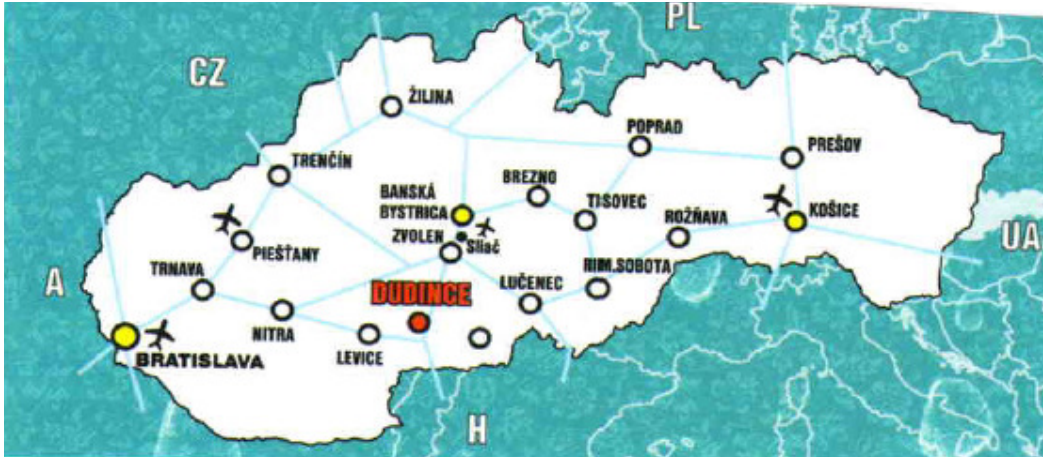 PL
CZ
ŽILINA
POPRAD
PREŠOV
TRENČÍN
BREZNO
BANSKÁ
BYSTRICA
TISOVEC
ROŽŇAVA
KOŠICE
ZVOLEN
Sliač
UA
PIEŠŤANY
A
TRNAVA
LUČENEC
RIM.SOBOTA
DUDINCE
NITRA
LEVICE
BRATISLAVA
H